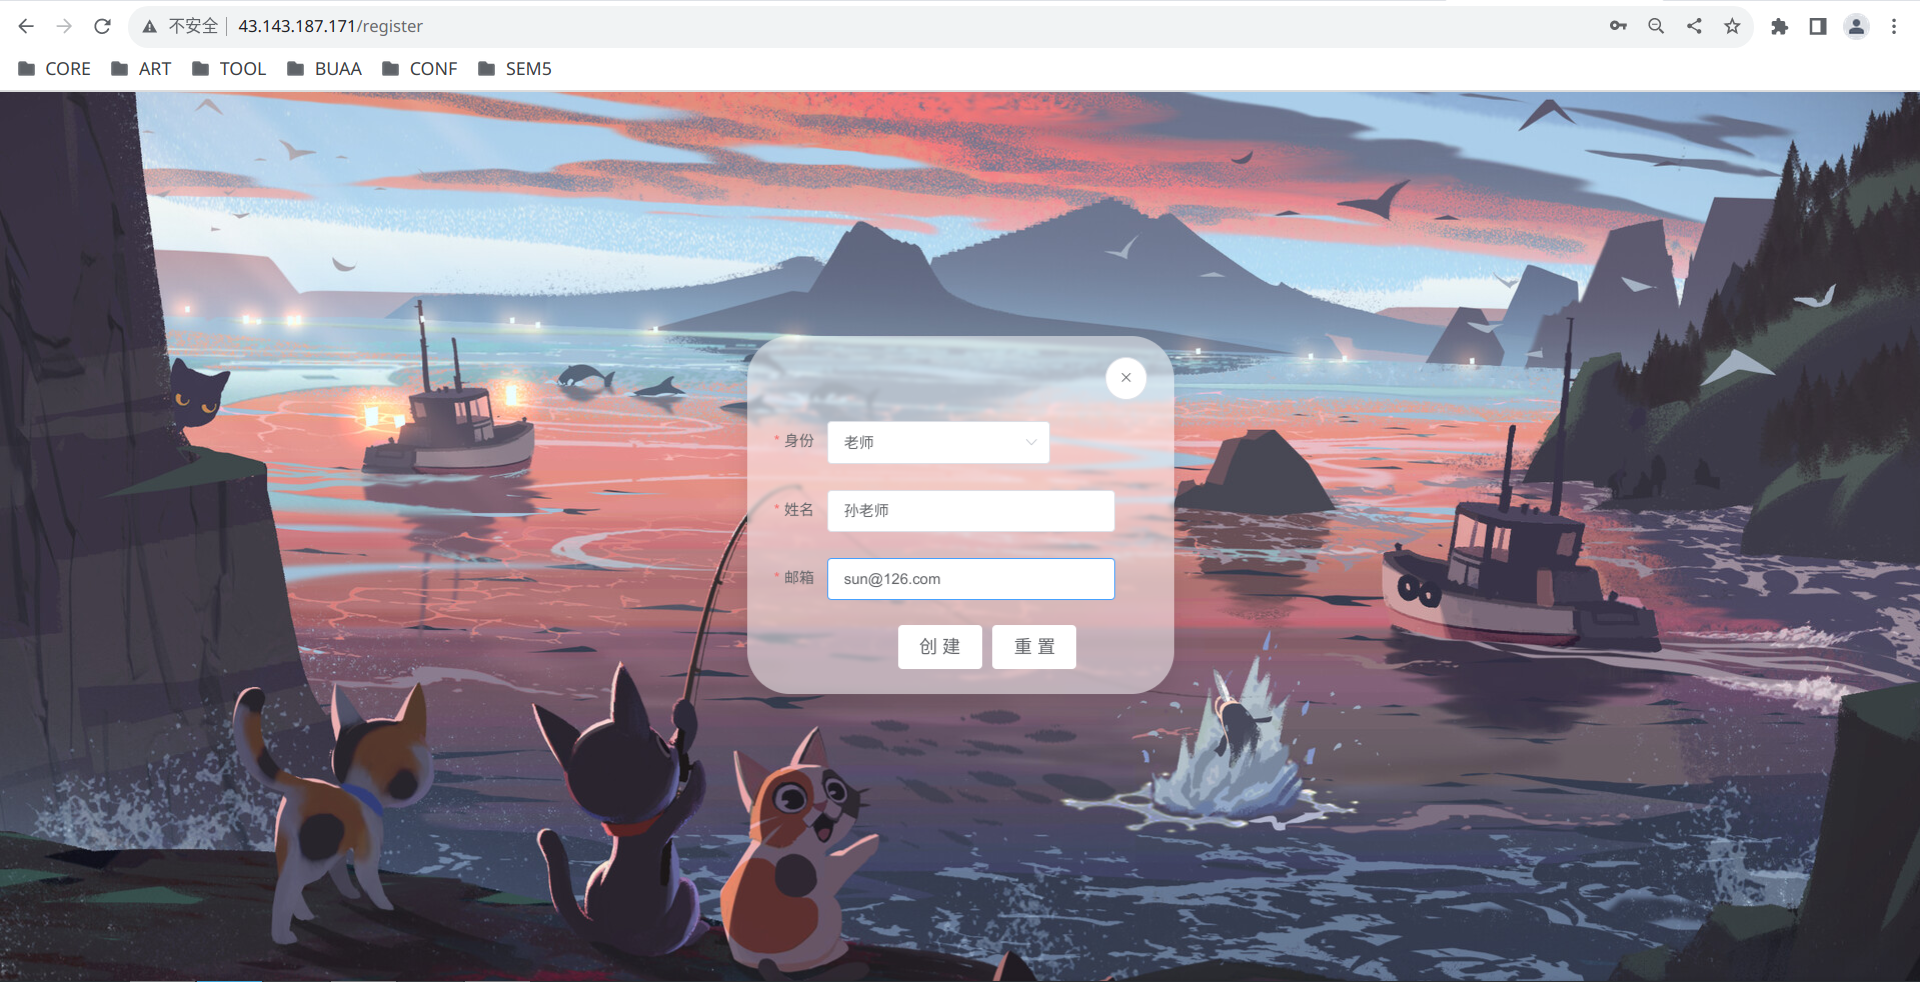 不安全 43.143.187.171/register
CORE ART TOOL BUAA CONF SEM5
* 身份 老师
* 姓名 孙老师
* 邮箱 sun@126.com
创 建 重 置